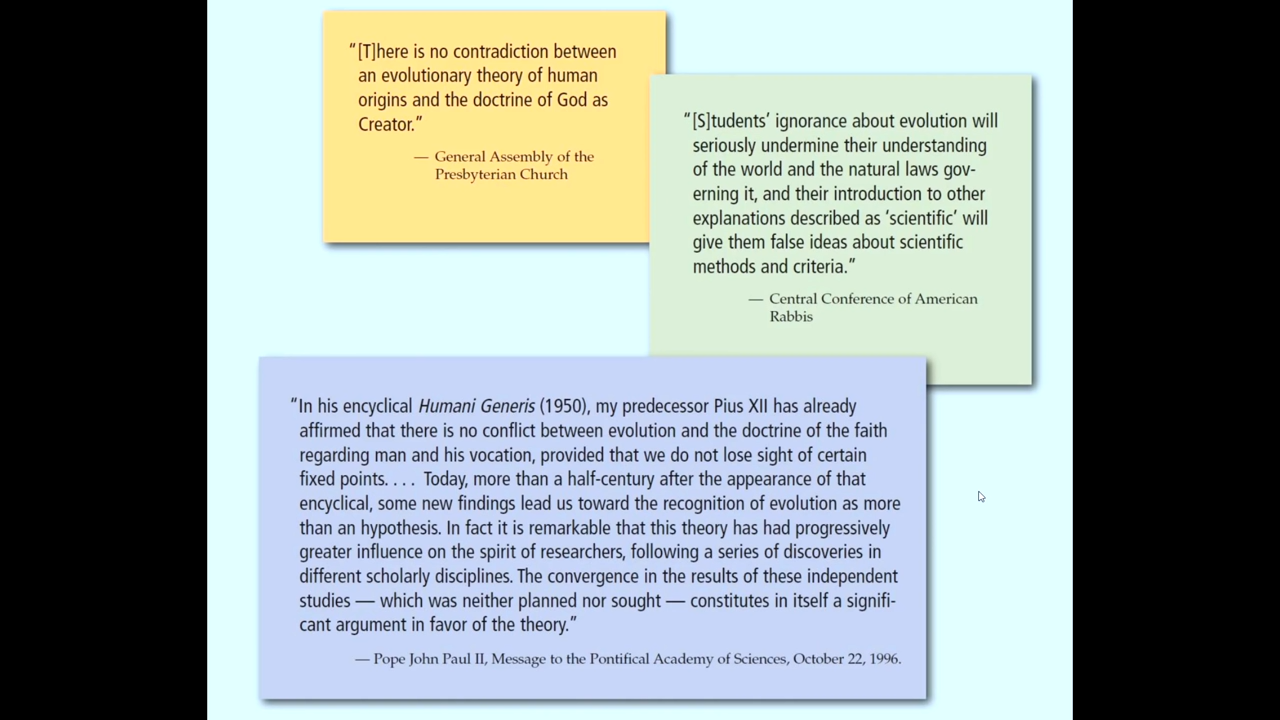 “[T]here is no contradiction between
an evolutionary theory of human
origins and the doctrine of God as
Creator.”
— General Assembly of the
Presbyterian Church
“[S]tudents’ ignorance about evolution will
seriously undermine their understanding
of the world and the natural laws gov-
erning it, and their introduction to other
explanations described as ‘scientific’ will
give them false ideas about scientific
methods and criteria.”
— Central Conference of American
Rabbis
“In his encyclical Humani Generis (1950), my predecessor Pius XII has already
affirmed that there is no conflict between evolution and the doctrine of the faith
regarding man and his vocation, provided that we do not lose sight of certain
fixed points. . . . Today, more than a half-century after the appearance of that
encyclical, some new findings lead us toward the recognition of evolution as more
than an hypothesis. In fact it is remarkable that this theory has had progressively
greater influence on the spirit of researchers, following a series of discoveries in
different scholarly disciplines. The convergence in the results of these independent
studies — which was neither planned nor sought — constitutes in itself a signifi-
cant argument in favor of the theory.”
— Pope John Paul II, Message to the Pontifical Academy of Sciences, October 22, 1996.